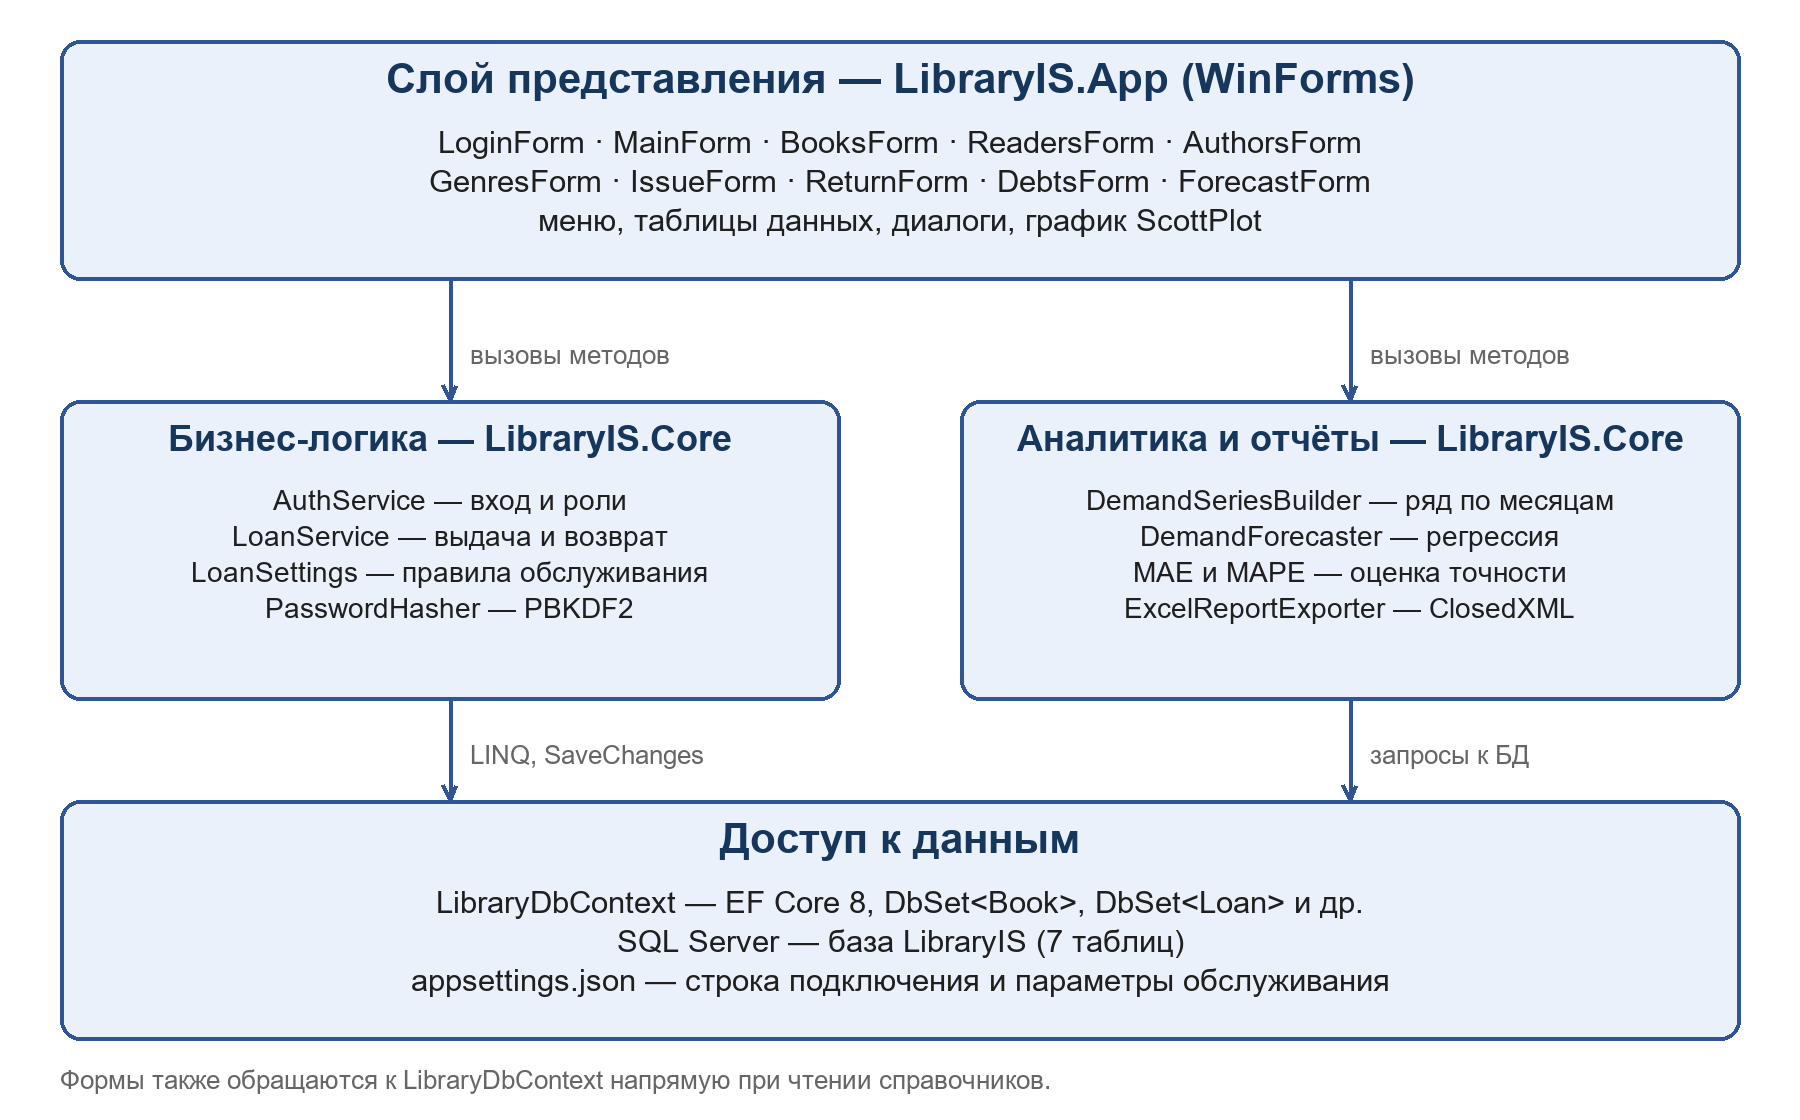 Слой представления — LibraryIS.App (WinForms)
LoginForm · MainForm · BooksForm · ReadersForm · AuthorsForm
GenresForm · IssueForm · ReturnForm · DebtsForm · ForecastForm
меню, таблицы данных, диалоги, график ScottPlot
вызовы методов
вызовы методов
Бизнес-логика — LibraryIS.Core
AuthService — вход и роли
LoanService — выдача и возврат
LoanSettings — правила обслуживания
PasswordHasher — PBKDF2
Аналитика и отчёты — LibraryIS.Core
DemandSeriesBuilder — ряд по месяцам
DemandForecaster — регрессия
MAE и MAPE — оценка точности
ExcelReportExporter — ClosedXML
LINQ, SaveChanges
запросы к БД
Доступ к данным
LibraryDbContext — EF Core 8, DbSet<Book>, DbSet<Loan> и др.
SQL Server — база LibraryIS (7 таблиц)
appsettings.json — строка подключения и параметры обслуживания
Формы также обращаются к LibraryDbContext напрямую при чтении справочников.